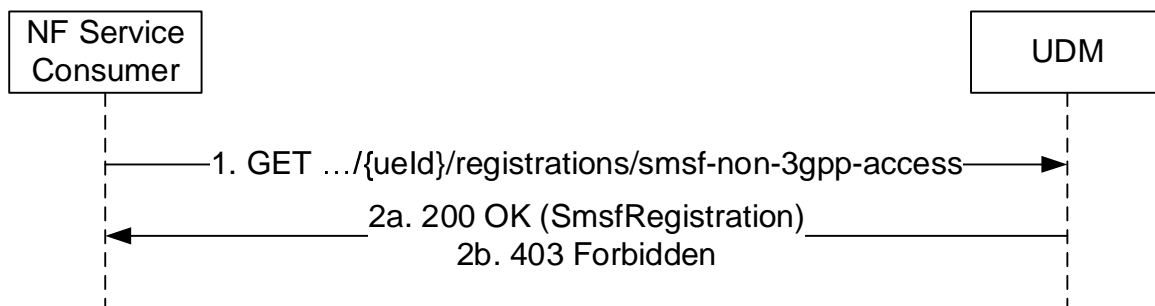 NF Service
Consumer
UDM
1. GET …/{ueId}/registrations/smsf-non-3gpp-access
2a. 200 OK (SmsfRegistration)
2b. 403 Forbidden